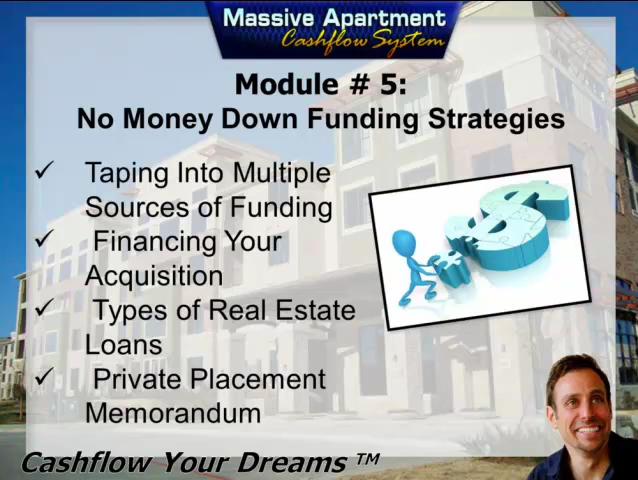 Massive Apartment
Cashflow System
Module # 5:
No Money Down Funding Strategies
✓ Taping Into Multiple
Sources of Funding
✓ Financing Your
Acquisition
✓ Types of Real Estate
Loans
✓ Private Placement
Memorandum
$
Cashflow Your Dreams ™